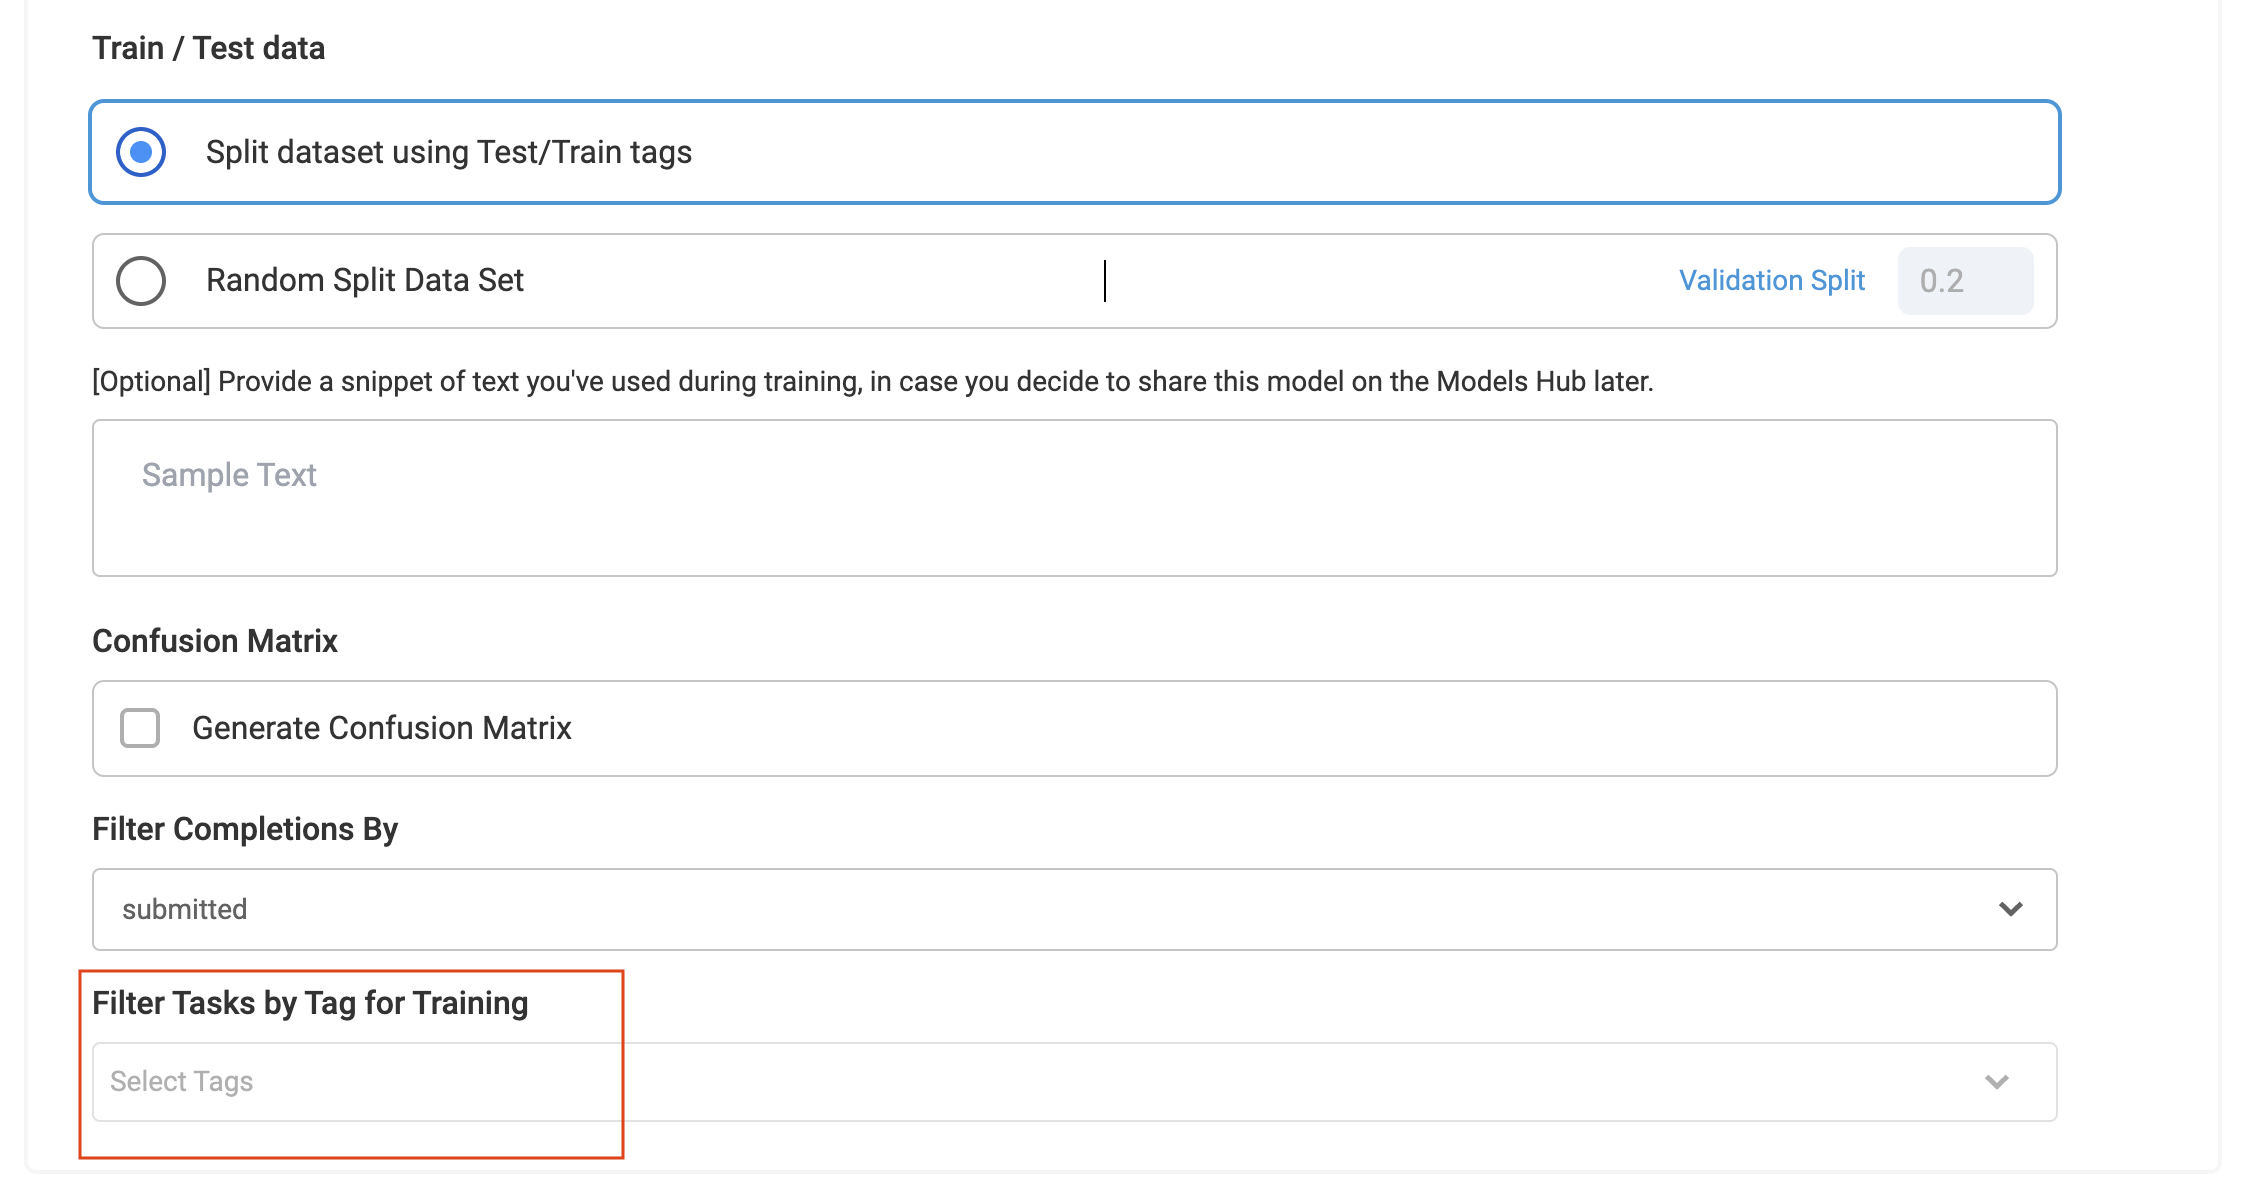 Train / Test data
Split dataset using Test/Train tags
Random Split Data Set Validation Split 0.2
[Optional] Provide a snippet of text you've used during training, in case you decide to share this model on the Models Hub later.
Sample Text
Confusion Matrix
Generate Confusion Matrix
Filter Completions By
submitted
Filter Tasks by Tag for Training
Select Tags